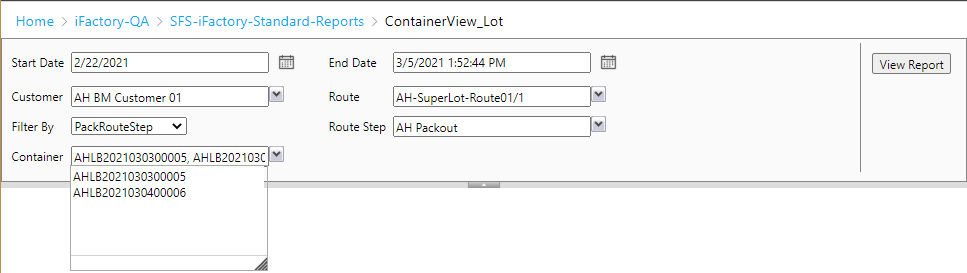 Home > iFactory-QA > SFS-iFactory-Standard-Reports > ContainerView_Lot
Start Date 2/22/2021 End Date 3/5/2021 1:52:44 PM View Report
Customer AH BM Customer 01 Route AH-SuperLot-Route01/1
Filter By PackRouteStep Route Step AH Packout
Container AHLB2021030300005, AHLB2021030
AHLB2021030300005
AHLB2021030400006